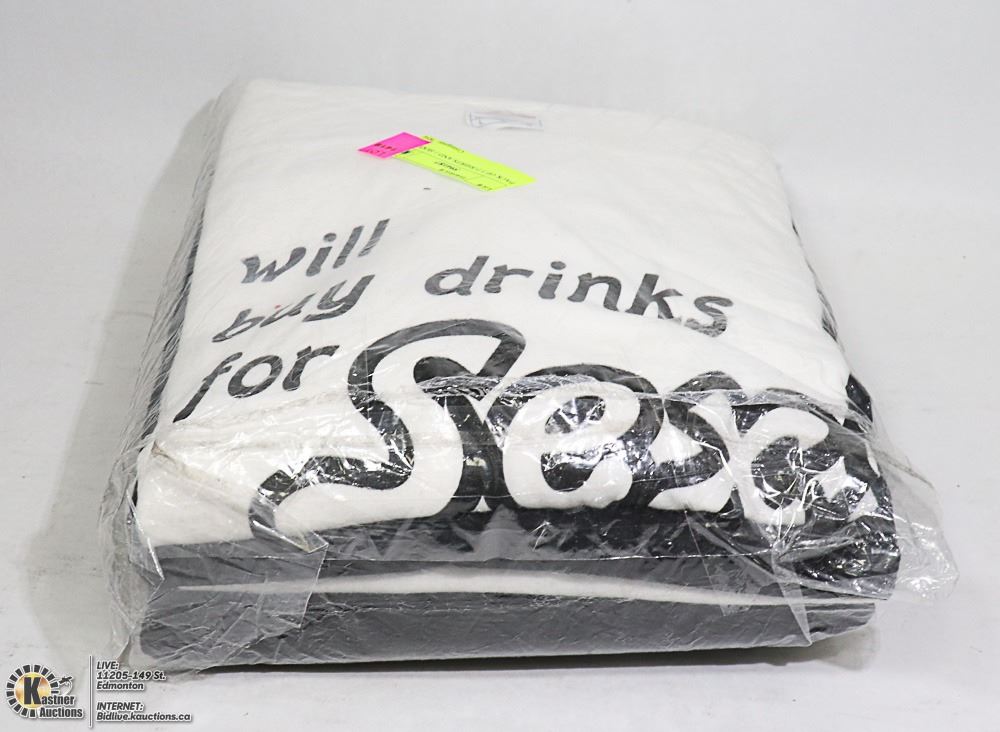 will
buy drinks
for Sex
LIVE:
11205-149 St.
Edmonton
INTERNET:
Bidlive.kauctions.ca
Kastner
Auctions